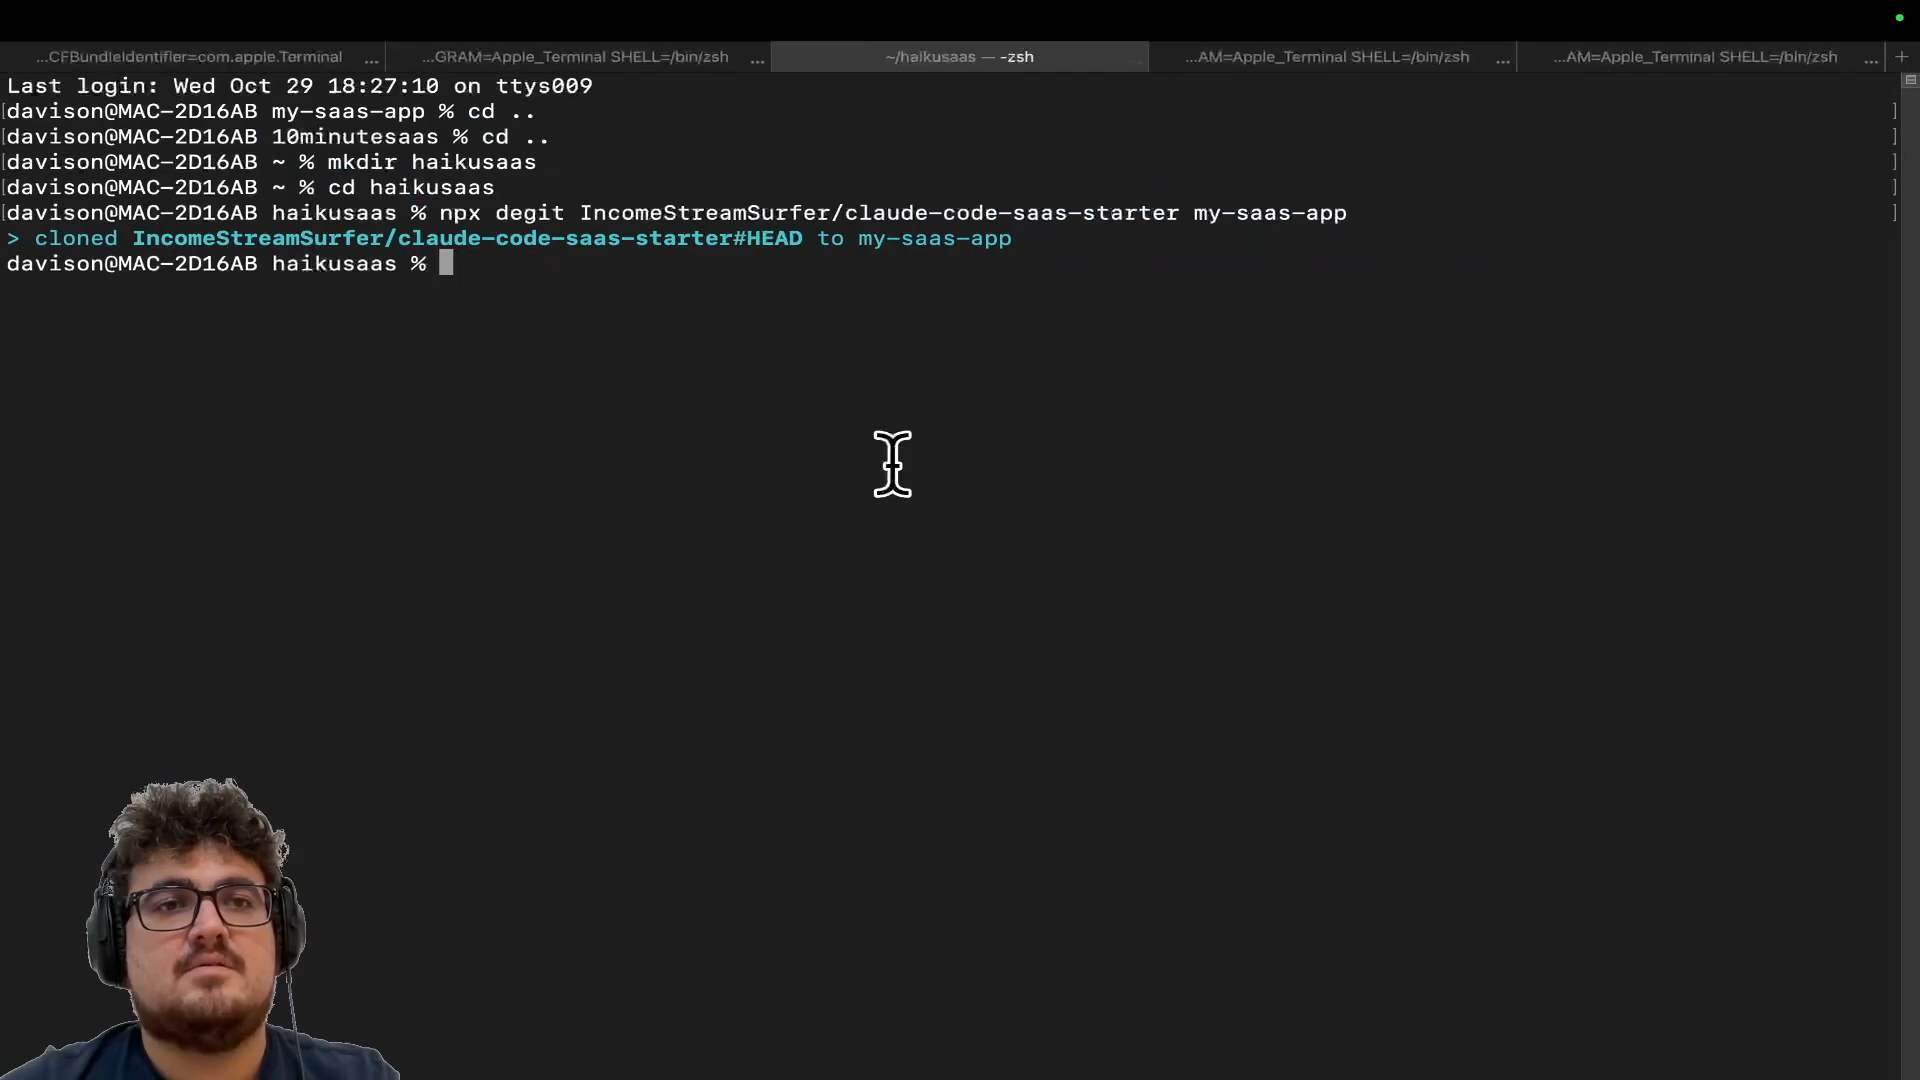 ...CFBundleIdentifier=com.apple.Terminal ... ...GRAM=Apple_Terminal SHELL=/bin/zsh ... ~/haikusaas — -zsh ...AM=Apple_Terminal SHELL=/bin/zsh ... ...AM=Apple_Terminal SHELL=/bin/zsh ... +
Last login: Wed Oct 29 18:27:10 on ttys009
[davison@MAC-2D16AB my-saas-app % cd .. ]
[davison@MAC-2D16AB 10minutesaas % cd .. ]
[davison@MAC-2D16AB ~ % mkdir haikusaas ]
[davison@MAC-2D16AB ~ % cd haikusaas ]
[davison@MAC-2D16AB haikusaas % npx degit IncomeStreamSurfer/claude-code-saas-starter my-saas-app ]
> cloned IncomeStreamSurfer/claude-code-saas-starter#HEAD to my-saas-app
davison@MAC-2D16AB haikusaas %